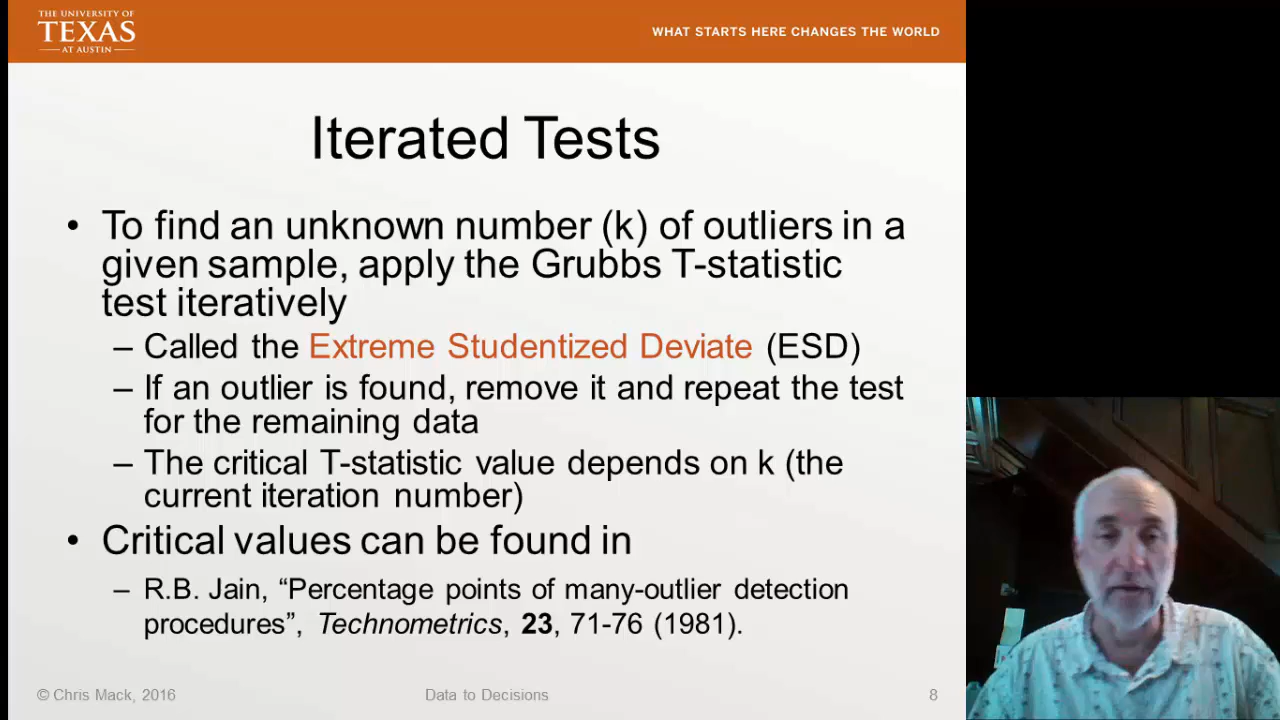 THE UNIVERSITY OF
TEXAS
AT AUSTIN
WHAT STARTS HERE CHANGES THE WORLD
Iterated Tests
• To find an unknown number (k) of outliers in a
given sample, apply the Grubbs T-statistic
test iteratively
– Called the Extreme Studentized Deviate (ESD)
– If an outlier is found, remove it and repeat the test
for the remaining data
– The critical T-statistic value depends on k (the
current iteration number)
• Critical values can be found in
– R.B. Jain, “Percentage points of many-outlier detection
procedures”, Technometrics, 23, 71-76 (1981).
© Chris Mack, 2016
Data to Decisions
8